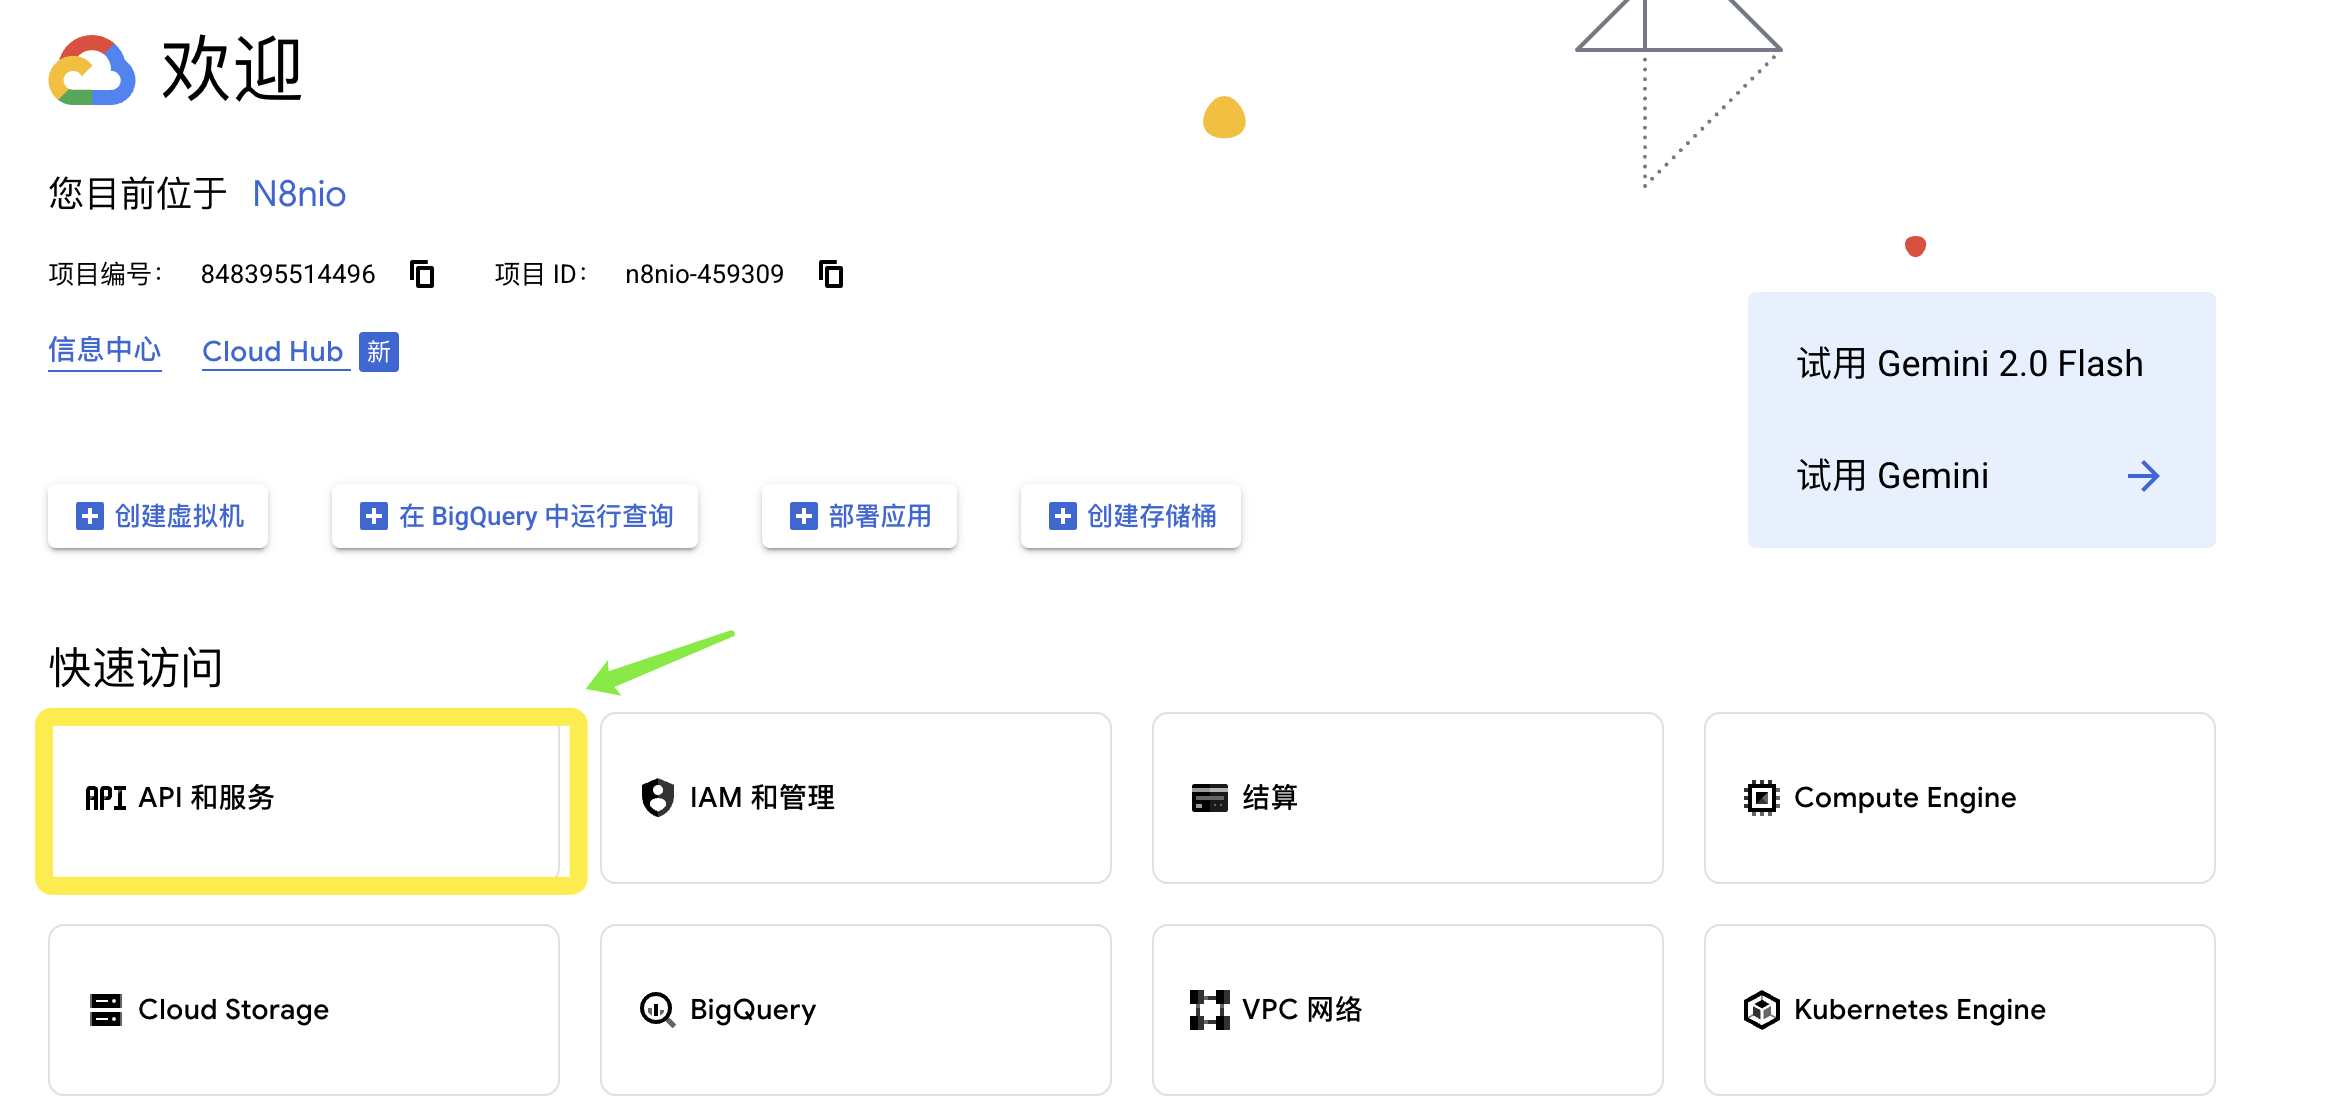 欢迎
您目前位于 N8nio
项目编号： 848395514496 项目 ID： n8nio-459309
信息中心 Cloud Hub 新
试用 Gemini 2.0 Flash
试用 Gemini
创建虚拟机 在 BigQuery 中运行查询 部署应用 创建存储桶
快速访问
API API 和服务 IAM 和管理 结算 Compute Engine
Cloud Storage BigQuery VPC 网络 Kubernetes Engine